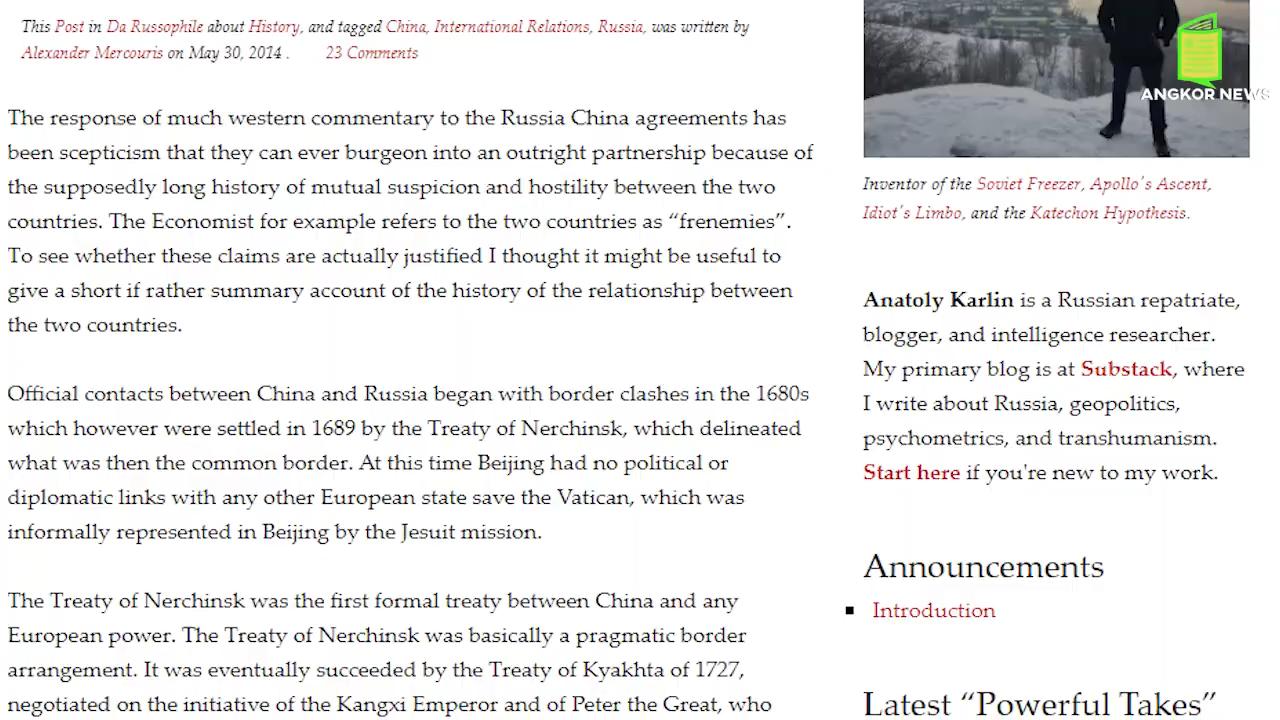 This Post in Da Russophile about History, and tagged China, International Relations, Russia, was written by
Alexander Mercouris on May 30, 2014 . 23 Comments
The response of much western commentary to the Russia China agreements has
been scepticism that they can ever burgeon into an outright partnership because of
the supposedly long history of mutual suspicion and hostility between the two
countries. The Economist for example refers to the two countries as “frenemies”.
To see whether these claims are actually justified I thought it might be useful to
give a short if rather summary account of the history of the relationship between
the two countries.
Official contacts between China and Russia began with border clashes in the 1680s
which however were settled in 1689 by the Treaty of Nerchinsk, which delineated
what was then the common border. At this time Beijing had no political or
diplomatic links with any other European state save the Vatican, which was
informally represented in Beijing by the Jesuit mission.
The Treaty of Nerchinsk was the first formal treaty between China and any
European power. The Treaty of Nerchinsk was basically a pragmatic border
arrangement. It was eventually succeeded by the Treaty of Kyakhta of 1727,
negotiated on the initiative of the Kangxi Emperor and of Peter the Great, who
ANGKOR NEWS
Inventor of the Soviet Freezer, Apollo's Ascent,
Idiot's Limbo, and the Katechon Hypothesis.
Anatoly Karlin is a Russian repatriate,
blogger, and intelligence researcher.
My primary blog is at Substack, where
I write about Russia, geopolitics,
psychometrics, and transhumanism.
Start here if you're new to my work.
Announcements
Introduction
Latest “Powerful Takes”